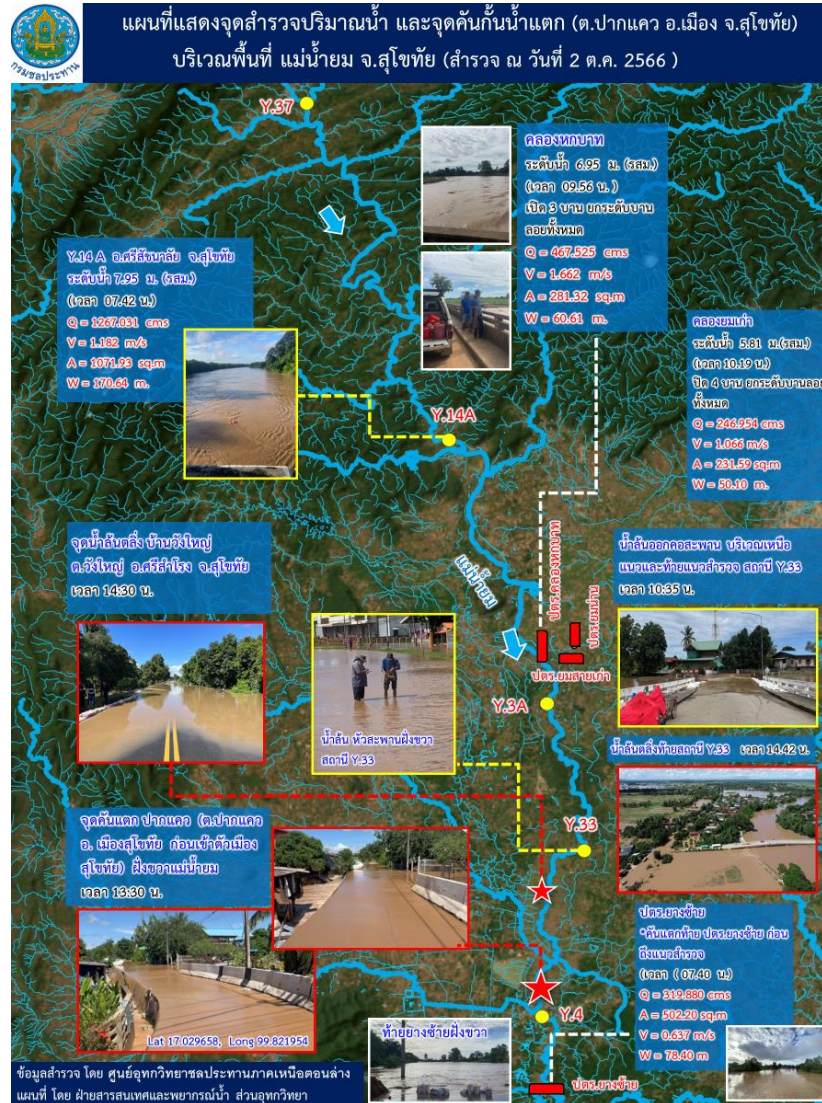 แผนที่แสดงจุดสำรวจปริมาณน้ำ และจุดคันกั้นน้ำแตก (ต.ปากแคว อ.เมือง จ.สุโขทัย)
บริเวณพื้นที่ แม่น้ำยม จ.สุโขทัย (สำรวจ ณ วันที่ 2 ต.ค. 2566 )
กรมชลประทาน
Y.37
คลองหกบาท
ระดับน้ำ 6.95 ม. (รสม.)
(เวลา 09.56 น. )
เปิด 3 บาน ยกระดับบาน
ลอยทั้งหมด
Q = 467.525 cms
V = 1.662 m/s
A = 281.32 sq.m
W = 60.61 m.
Y.14 A อ.ศรีสัชนาลัย จ.สุโขทัย
ระดับน้ำ 7.95 ม. (รสม.)
(เวลา 07.42 น.)
Q = 1267.031 cms
V = 1.182 m/s
A = 1071.93 sq.m
W = 170.64 m.
คลองยมเก่า
ระดับน้ำ 5.81 ม.(รสม.)
(เวลา 10.19 น.)
ปิด 4 บาน ยกระดับบานลอย
ทั้งหมด
Q = 246.954 cms
V = 1.066 m/s
A = 231.59 sq.m
W = 50.10 m.
Y.14A
แม่น้ำยม
จุดน้ำล้นตลิ่ง บ้านวังใหญ่
ต.วังใหญ่ อ.ศรีสำโรง จ.สุโขทัย
เวลา 14:30 น.
ปตร.คลองหกบาท
ปตร.ยมน่าน
ปตร.ยมสายเก่า
น้ำล้นออกคอสะพาน บริเวณเหนือ
แนวและท้ายแนวสำรวจ สถานี Y.33
เวลา 10:35 น.
Y.3A
น้ำล้น หัวสะพานฝั่งขวา
สถานี Y.33
น้ำล้นตลิ่งท้ายสถานี Y.33 เวลา 14.42 น.
Y.33
จุดคันแตก ปากแคว (ต.ปากแคว
อ. เมืองสุโขทัย ก่อนเข้าตัวเมือง
สุโขทัย) ฝั่งขวาแม่น้ำยม
เวลา 13:30 น.
Lat 17.029658, Long 99.821954
ปตร.ยางซ้าย
*คันแตกท้าย ปตร.ยางซ้าย ก่อน
ถึงแนวสำรวจ
(เวลา ( 07.40 น.)
Q = 319.880 cms
A = 502.20 sq.m
V = 0.637 m/s
W = 78.40 m
Y.4
ท้ายยางซ้ายฝั่งขวา
ปตร.ยางซ้าย
ข้อมูลสำรวจ โดย ศูนย์อุทกวิทยาชลประทานภาคเหนือตอนล่าง
แผนที่ โดย ฝ่ายสารสนเทศและพยากรณ์น้ำ ส่วนอุทกวิทยา